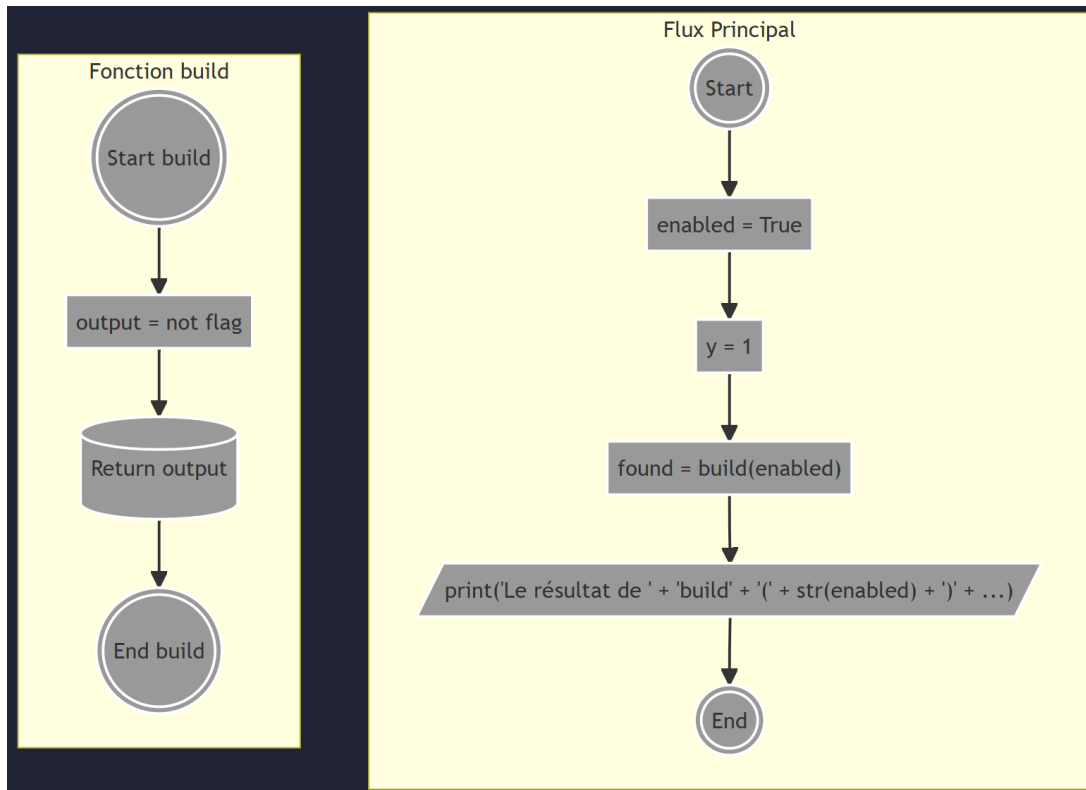 Fonction build
Start build
output = not flag
Return output
End build
Flux Principal
Start
enabled = True
y = 1
found = build(enabled)
print('Le résultat de ' + 'build' + '(' + str(enabled) + ')' + ...)
End